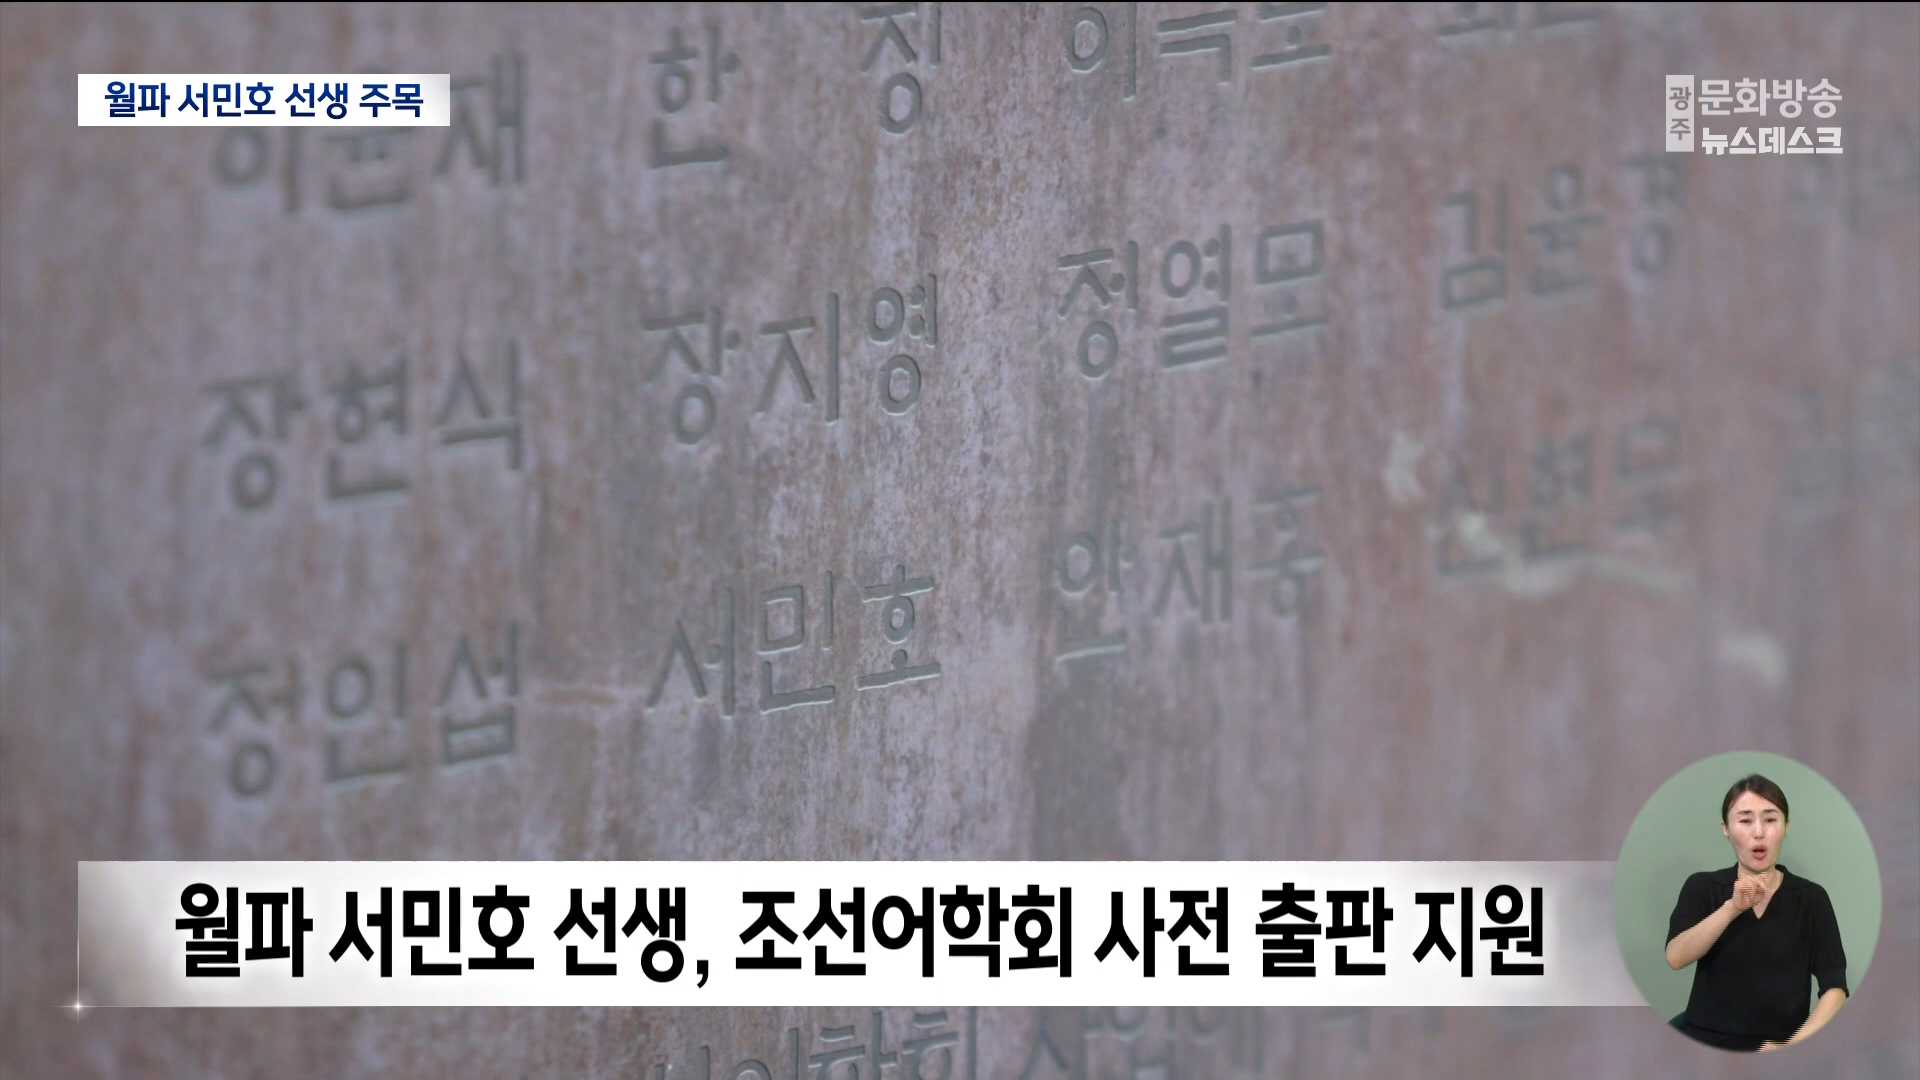 월파 서민호 선생 주목
광주
문화방송
뉴스데스크
이윤재 한 징 이극로
장현식 장지영 정열모 김윤경
정인섭 서민호 안재홍 신현모
월파 서민호 선생, 조선어학회 사전 출판 지원